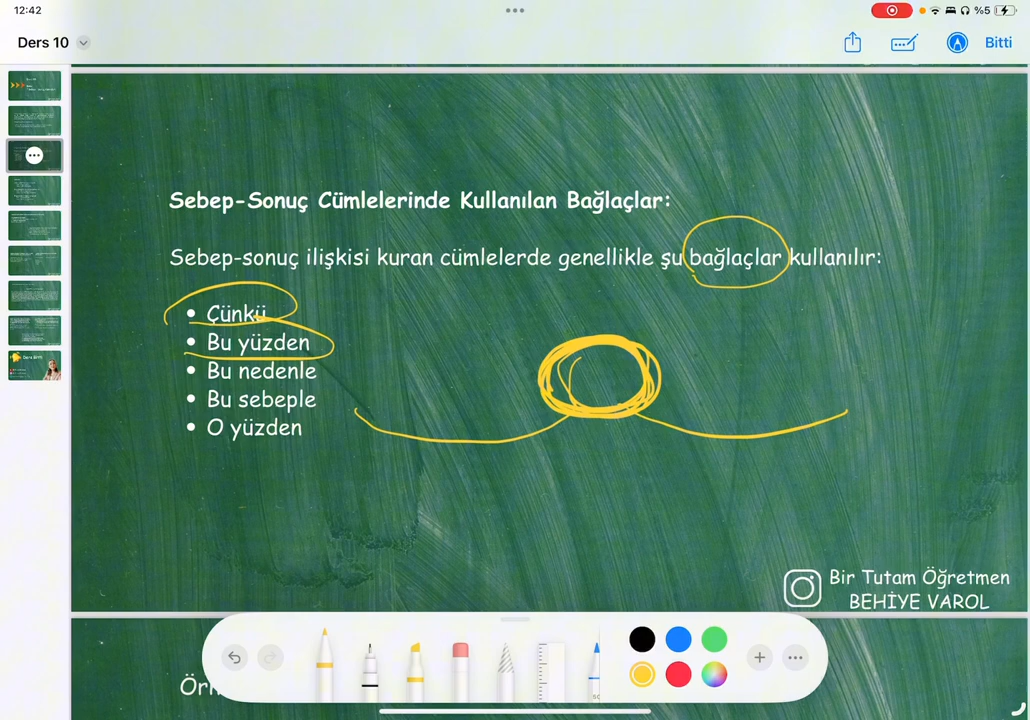 12:42
%5
Ders 10
Bitti
Sebep-Sonuç Cümlelerinde Kullanılan Bağlaçlar:
Sebep-sonuç ilişkisi kuran cümlelerde genellikle şu bağlaçlar kullanılır:
• Çünkü
• Bu yüzden
• Bu nedenle
• Bu sebeple
• O yüzden
Bir Tutam Öğretmen
BEHİYE VAROL